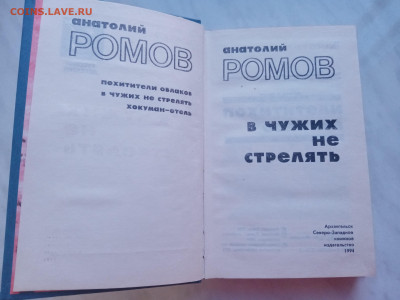 COINS.LAVE.RU
анатолий
РОМОВ
похитители облаков
в чужих не стрелять
хокуман-отель
анатолий
РОМОВ
в чужих
не
стрелять
Архангельск
Северо-Западное
книжное
издательство
1994